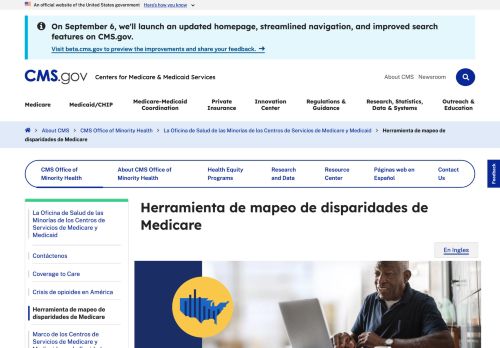 An official website of the United States government Here's how you know
On September 6, we'll launch an updated homepage, streamlined navigation, and improved search
features on CMS.gov.
Visit beta.cms.gov to preview the improvements and share your feedback.
CMS.gov Centers for Medicare & Medicaid Services
About CMS Newsroom
Medicare
Medicaid/CHIP
Medicare-Medicaid
Coordination
Private
Insurance
Innovation
Center
Regulations &
Guidance
Research, Statistics,
Data & Systems
Outreach &
Education
About CMS
CMS Office of Minority Health
La Oficina de Salud de las Minorías de los Centros de Servicios de Medicare y Medicaid
Herramienta de mapeo de
disparidades de Medicare
Feedback
CMS Office of
Minority Health
About CMS Office of
Minority Health
Health Equity
Programs
Research
and Data
Resource
Center
Páginas web en
Español
Contact
Us
La Oficina de Salud de las
Minorías de los Centros de
Servicios de Medicare y
Medicaid
Contáctenos
Coverage to Care
Crisis de opioides en América
Herramienta de mapeo de
disparidades de Medicare
Marco de los Centros de
Servicios de Medicare y
Herramienta de mapeo de disparidades de
Medicare
En ingles